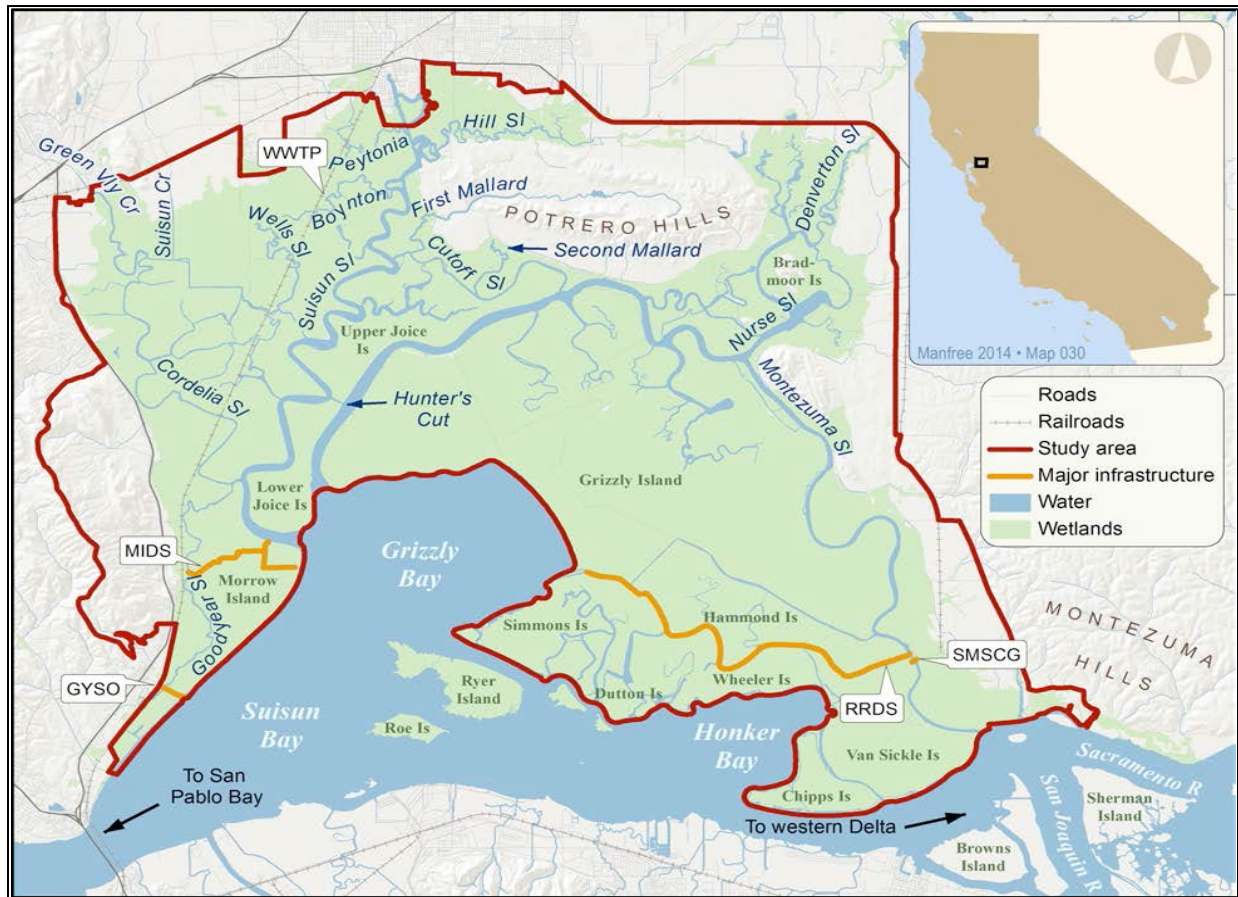 Hill Sl
Green Vly Cr
Suisun Cr
WWTP
Peytonia
Denverton Sl
Boynton
First Mallard
Wells Sl
POTRERO HILLS
Second Mallard
Cutoff Sl
Suisun Sl
Brad-
moor Is
Upper Joice
Is
Nurse Sl
Manfree 2014 • Map 030
Cordelia Sl
Hunter's
Cut
Montezuma Sl
Roads
Railroads
Study area
Major infrastructure
Water
Wetlands
Lower
Joice Is
Grizzly Island
MIDS
Grizzly
Bay
Morrow
Island
Goodyear Sl
Simmons Is
Hammond Is
MONTEZUMA
HILLS
SMSCG
GYSO
Ryer
Island
Dutton Is
Wheeler Is
RRDS
Suisun
Bay
Roe Is
Honker
Bay
Van Sickle Is
To San
Pablo Bay
Chipps Is
To western Delta
Sacramento R
San Joaquin R
Sherman
Island
Browns
Island